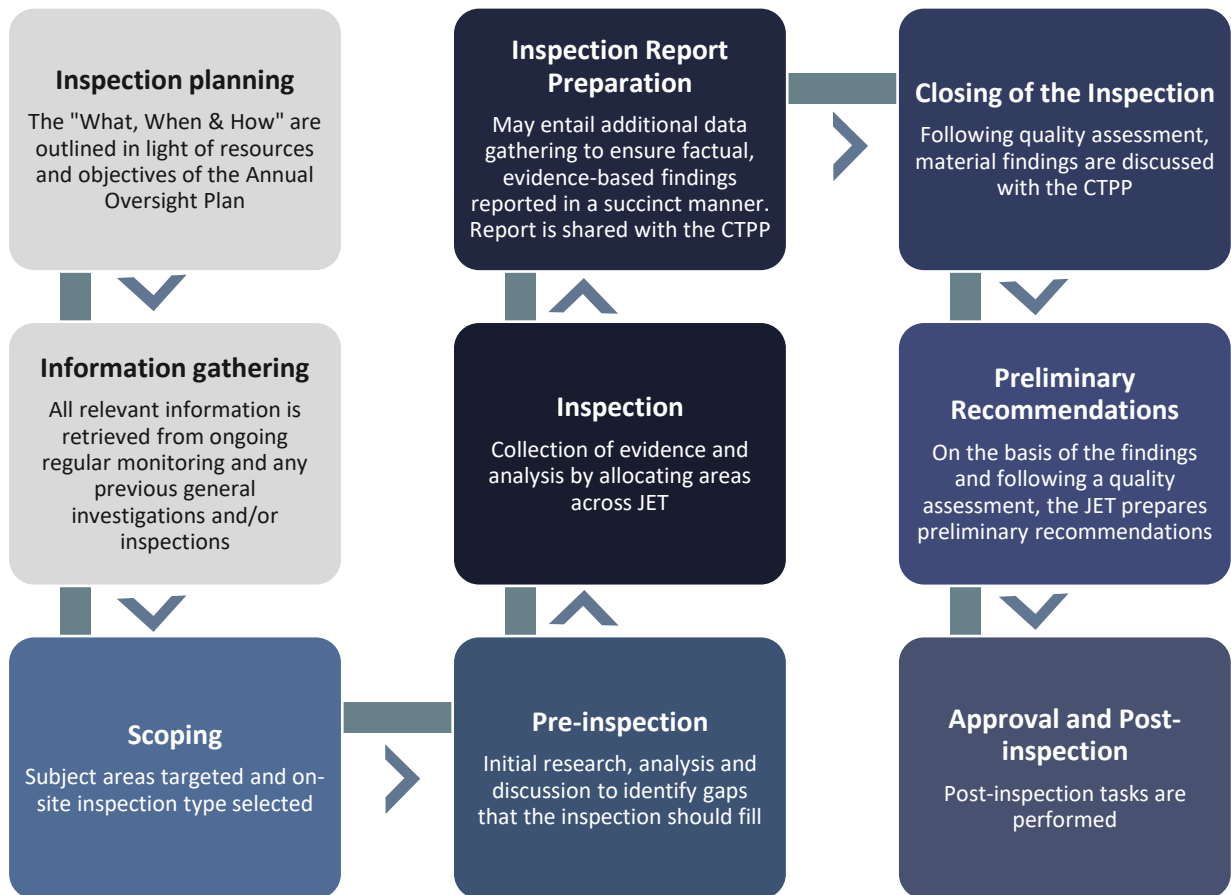 Inspection planning
The "What, When & How" are
outlined in light of resources
and objectives of the Annual
Oversight Plan
Information gathering
All relevant information is
retrieved from ongoing
regular monitoring and any
previous general
investigations and/or
inspections
Scoping
Subject areas targeted and on-
site inspection type selected
Pre-inspection
Initial research, analysis and
discussion to identify gaps
that the inspection should fill
Inspection
Collection of evidence and
analysis by allocating areas
across JET
Inspection Report
Preparation
May entail additional data
gathering to ensure factual,
evidence-based findings
reported in a succinct manner.
Report is shared with the CTPP
Closing of the Inspection
Following quality assessment,
material findings are discussed
with the CTPP
Preliminary
Recommendations
On the basis of the findings
and following a quality
assessment, the JET prepares
preliminary recommendations
Approval and Post-
inspection
Post-inspection tasks are
performed